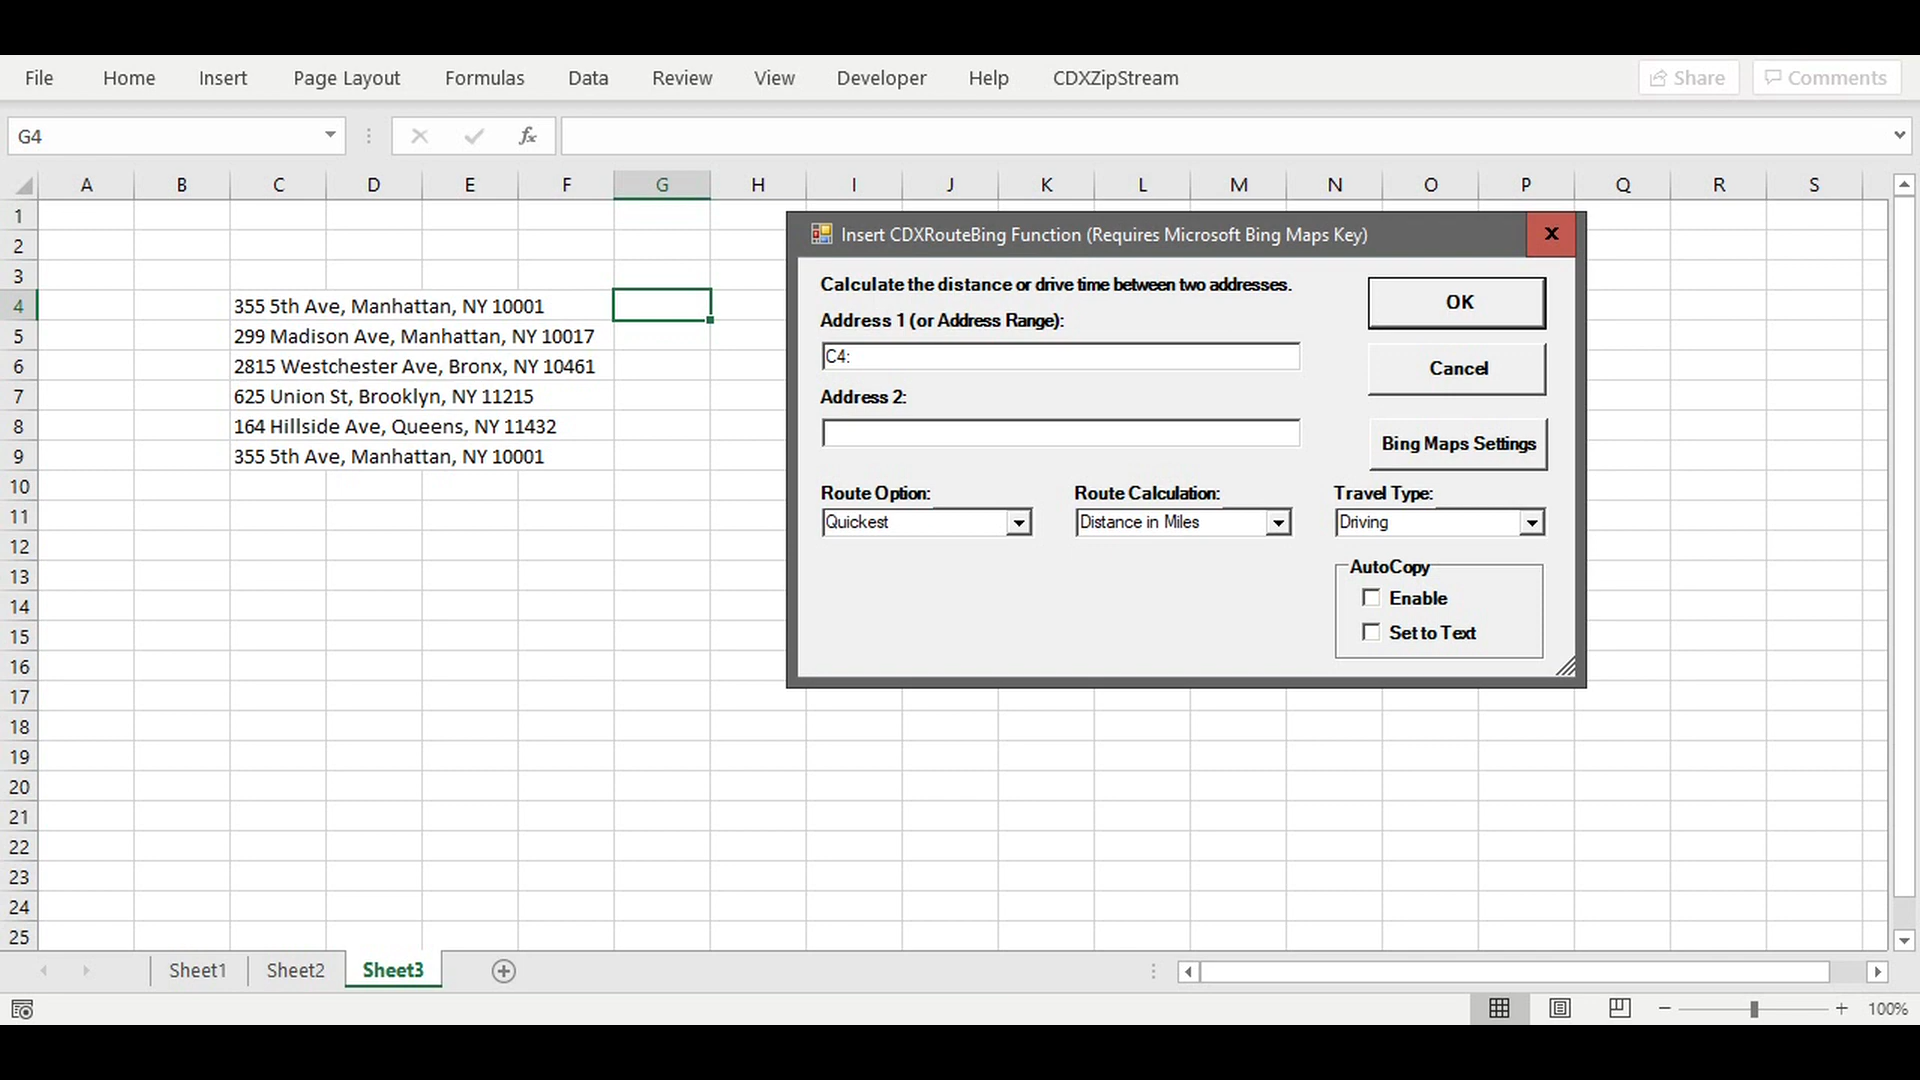 File Home Insert Page Layout Formulas Data Review View Developer Help CDXZipStream Share Comments
G4 fx
A B C D E F G H I J K L M N O P Q R S
1
2
3
4 355 5th Ave, Manhattan, NY 10001
5 299 Madison Ave, Manhattan, NY 10017
6 2815 Westchester Ave, Bronx, NY 10461
7 625 Union St, Brooklyn, NY 11215
8 164 Hillside Ave, Queens, NY 11432
9 355 5th Ave, Manhattan, NY 10001
10
11
12
13
14
15
16
17
18
19
20
21
22
23
24
25
Insert CDXRouteBing Function (Requires Microsoft Bing Maps Key) X
Calculate the distance or drive time between two addresses.
OK
Address 1 (or Address Range):
C4:
Cancel
Address 2:
Bing Maps Settings
Route Option: Route Calculation: Travel Type:
Quickest Distance in Miles Driving
AutoCopy
Enable
Set to Text
Sheet1 Sheet2 Sheet3
100%